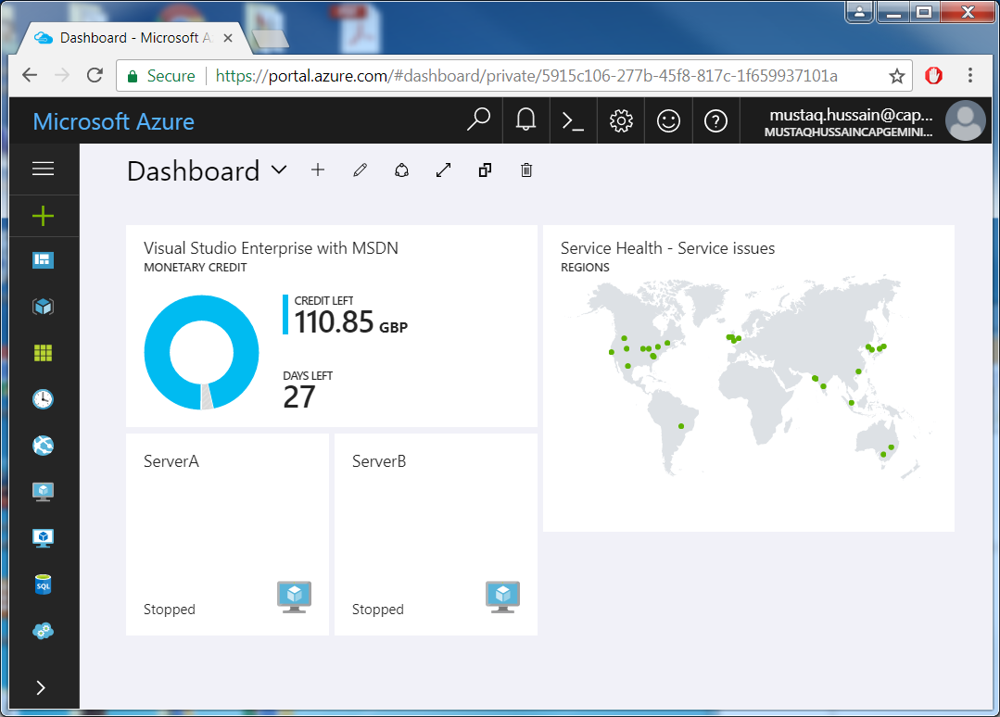 Dashboard - Microsoft A
Secure
https://portal.azure.com/#dashboard/private/5915c106-277b-45f8-817c-1f659937101a
Microsoft Azure
mustaq.hussain@cap...
MUSTAQHUSSAINCAPGEMINI...
Dashboard
Visual Studio Enterprise with MSDN
MONETARY CREDIT
CREDIT LEFT
110.85 GBP
DAYS LEFT
27
Service Health - Service issues
REGIONS
ServerA
Stopped
ServerB
Stopped
SQL